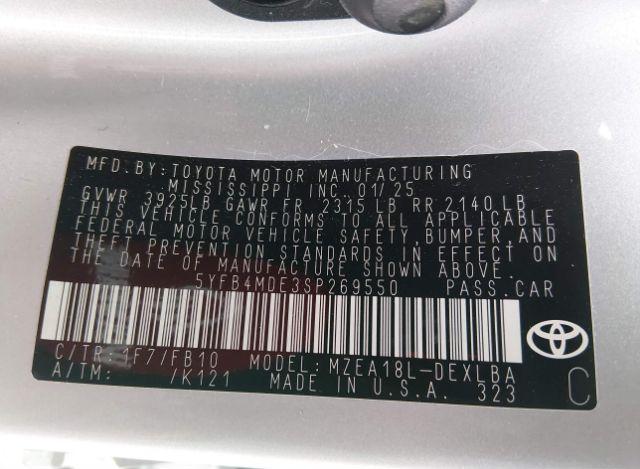 MFD.BY:TOYOTA MOTOR MANUFACTURING
MISSISSIPPI INC.01/25
GVWR 3925LB GAWR FR 2315 LB RR 2140 LB
THIS VEHICLE CONFORMS TO ALL APPLICABLE
FEDERAL MOTOR VEHICLE SAFETY,BUMPER,AND
THEFT PREVENTION STANDARDS IN EFFECT ON
THE DATE OF MANUFACTURE SHOWN ABOVE.
5YFB4MDE3SP269550 PASS.CAR
C/TR:1F7/FB10 MODEL:MZEA18L-DEXLBA
A/TM: /K121 MADE IN U.S.A. 323
C
TOYOTA